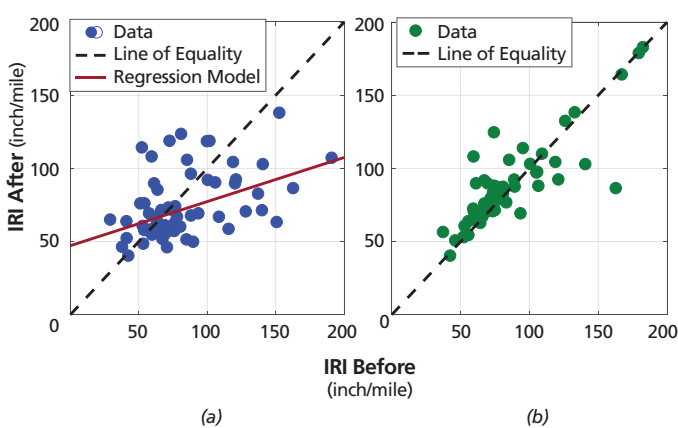 200
150
100
50
0
IRI After (inch/mile)
Data
Line of Equality
Regression Model
50
100
150
200
(a)
200
150
100
50
0
Data
Line of Equality
50
100
150
200
(b)
IRI Before
(inch/mile)